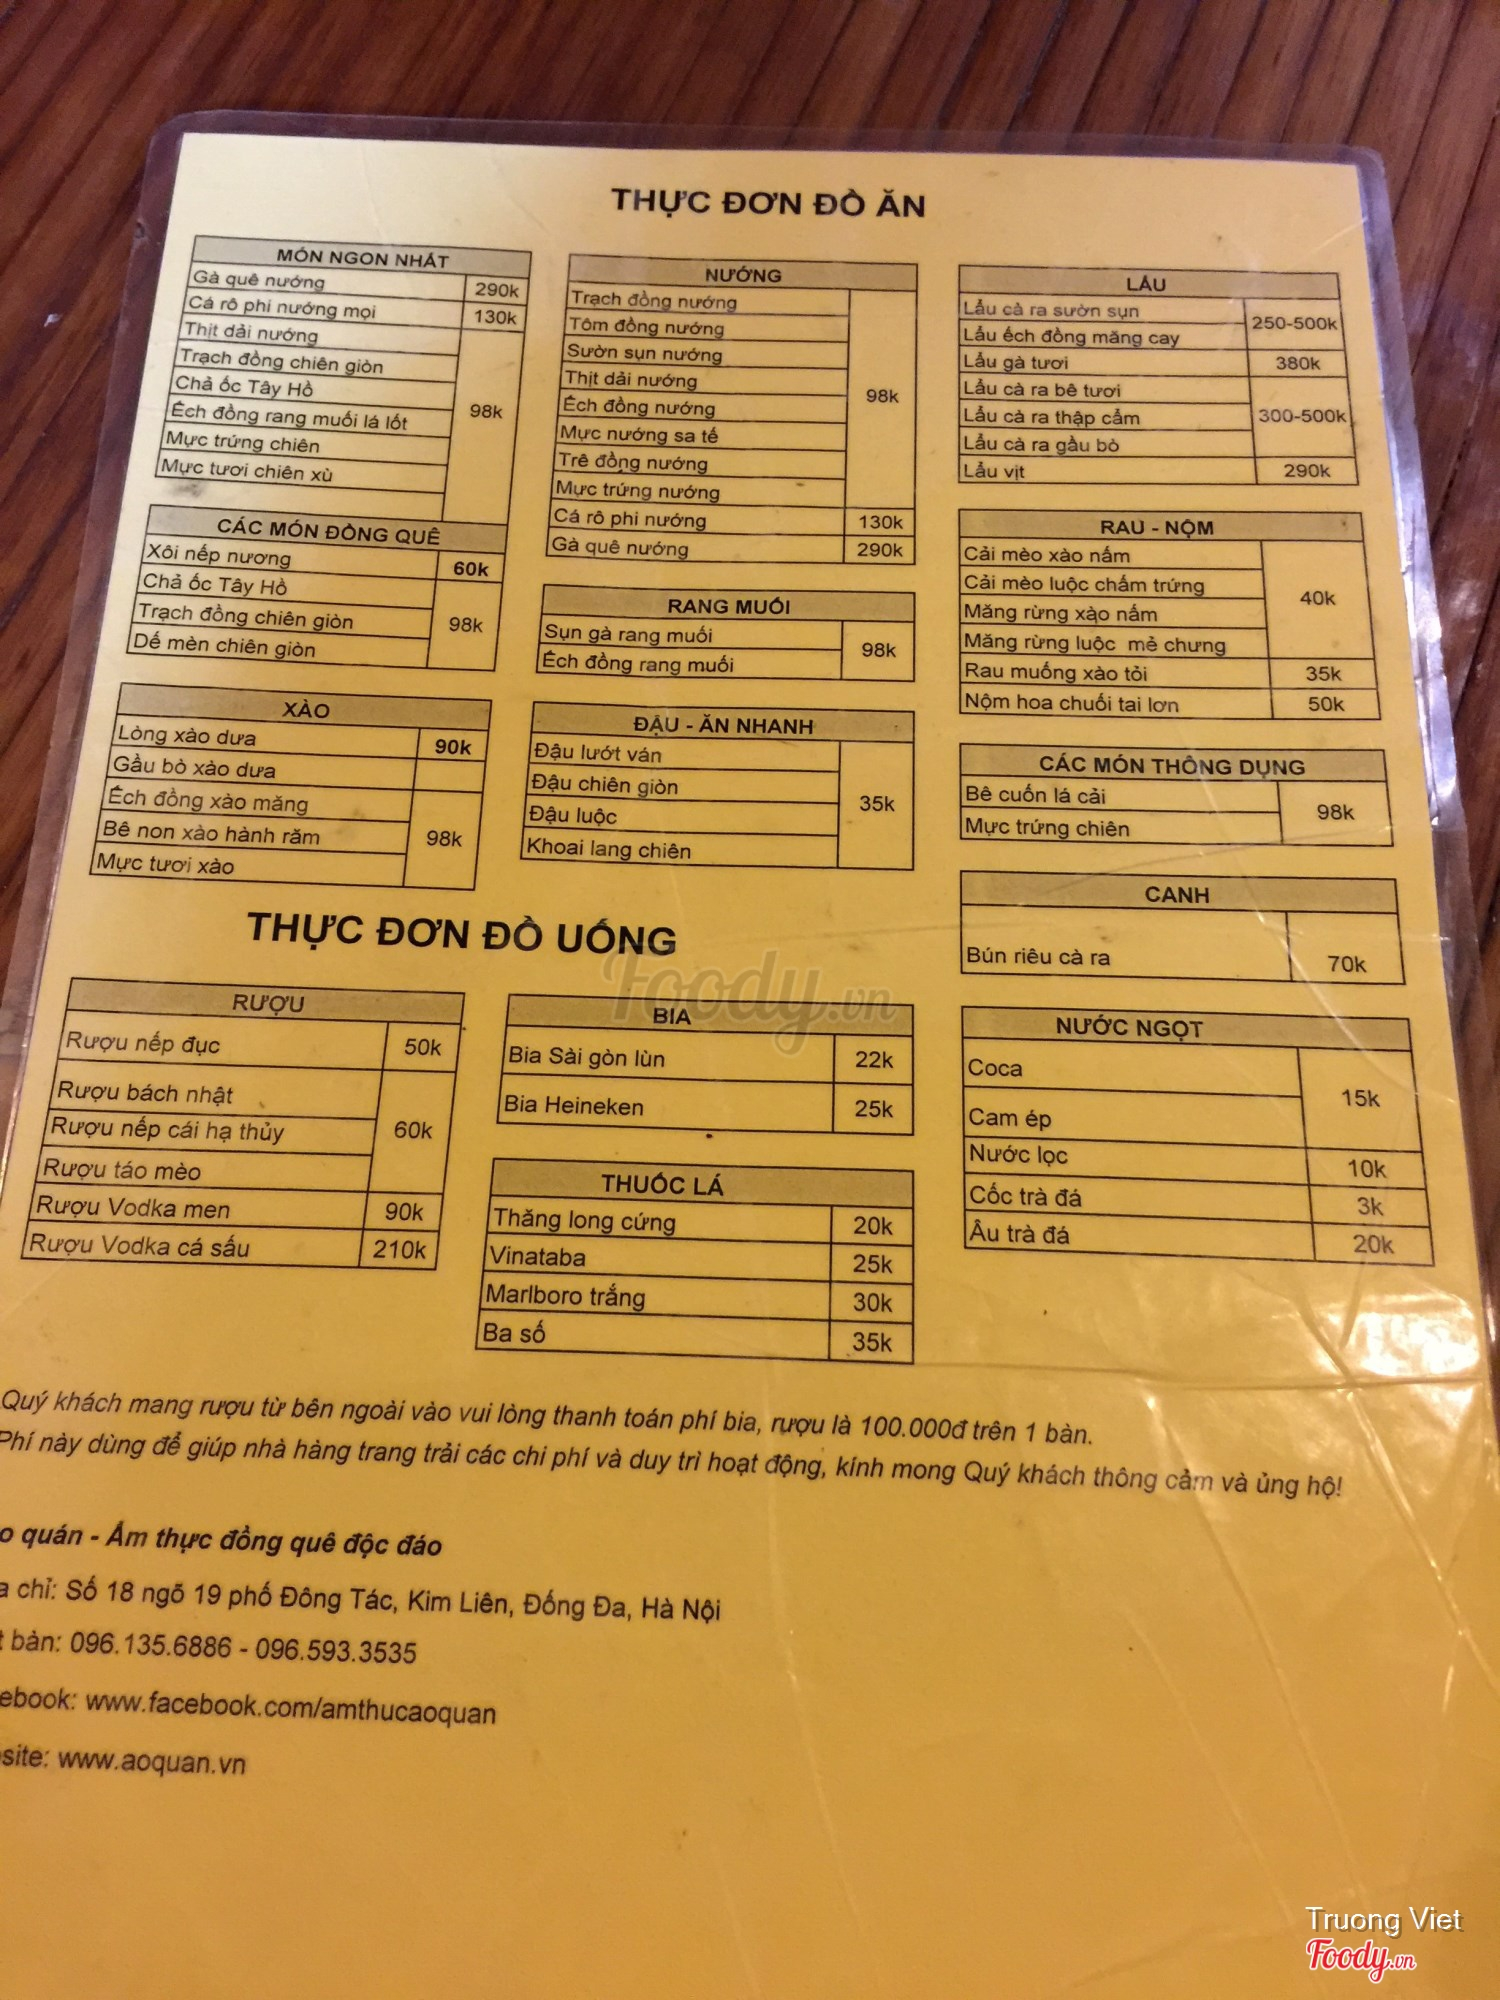 THỰC ĐƠN ĐỒ ĂN
MÓN NGON NHẤT
Gà quê nướng 290k
Cá rô phi nướng mọi 130k
Thịt dải nướng
Trạch đồng chiên giòn
Chả ốc Tây Hồ
98k
Ếch đồng rang muối lá lốt
Mực trứng chiên
Mực tươi chiên xù
CÁC MÓN ĐỒNG QUÊ
Xôi nếp nương 60k
Chả ốc Tây Hồ
Trạch đồng chiên giòn 98k
Dế mèn chiên giòn
XÀO
Lòng xào dưa 90k
Gầu bò xào dưa
Ếch đồng xào măng
Bê non xào hành răm 98k
Mực tươi xào
NƯỚNG
Trạch đồng nướng
Tôm đồng nướng
Sườn sụn nướng
Thịt dải nướng
98k
Ếch đồng nướng
Mực nướng sa tế
Trê đồng nướng
Mực trứng nướng
Cá rô phi nướng 130k
Gà quê nướng 290k
RANG MUỐI
Sụn gà rang muối
98k
Ếch đồng rang muối
ĐẬU - ĂN NHANH
Đậu lướt ván
Đậu chiên giòn
35k
Đậu luộc
Khoai lang chiên
LẨU
Lẩu cà ra sườn sụn
250-500k
Lẩu ếch đồng măng cay
Lẩu gà tươi 380k
Lẩu cà ra bê tươi
Lẩu cà ra thập cẩm 300-500k
Lẩu cà ra gầu bò
Lẩu vịt 290k
RAU - NỘM
Cải mèo xào nấm
Cải mèo luộc chấm trứng
40k
Măng rừng xào nấm
Măng rừng luộc mẻ chưng
Rau muống xào tỏi 35k
Nộm hoa chuối tai lơn 50k
CÁC MÓN THÔNG DỤNG
Bê cuốn lá cải
98k
Mực trứng chiên
CANH
Bún riêu cà ra 70k
THỰC ĐƠN ĐỒ UỐNG
RƯỢU
Rượu nếp đục 50k
Rượu bách nhật
Rượu nếp cái hạ thủy 60k
Rượu táo mèo
Rượu Vodka men 90k
Rượu Vodka cá sấu 210k
BIA
Bia Sài gòn lùn 22k
Bia Heineken 25k
THUỐC LÁ
Thăng long cứng 20k
Vinataba 25k
Marlboro trắng 30k
Ba số 35k
NƯỚC NGỌT
Coca
15k
Cam ép
Nước lọc 10k
Cốc trà đá 3k
Âu trà đá 20k
Foody.vn
Quý khách mang rượu từ bên ngoài vào vui lòng thanh toán phí bia, rượu là 100.000đ trên 1 bàn.
Phí này dùng để giúp nhà hàng trang trải các chi phí và duy trì hoạt động, kính mong Quý khách thông cảm và ủng hộ!
o quán - Ẩm thực đồng quê độc đáo
a chỉ: Số 18 ngõ 19 phố Đông Tác, Kim Liên, Đống Đa, Hà Nội
t bàn: 096.135.6886 - 096.593.3535
ebook: www.facebook.com/amthucaoquan
site: www.aoquan.vn
Truong Viet
Foody.vn